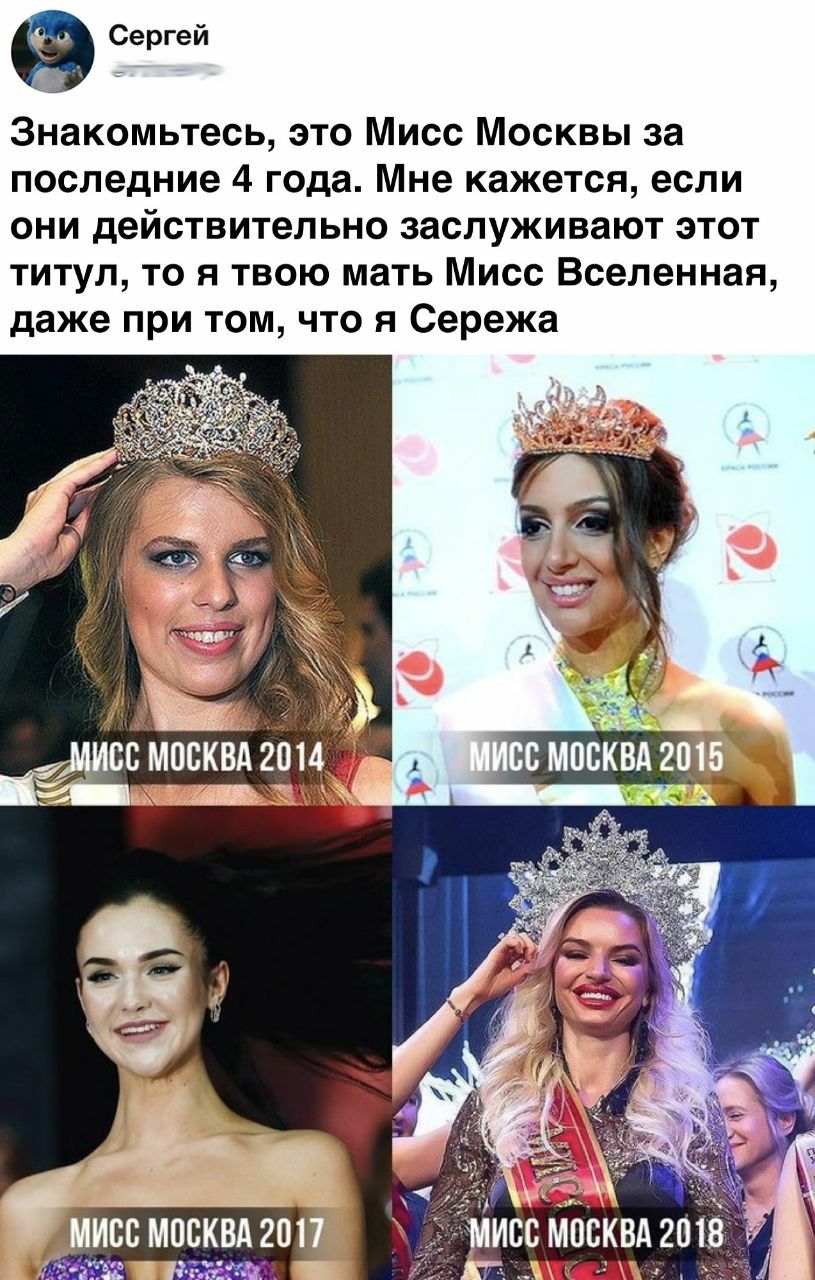 Сергей
Знакомьтесь, это Мисс Москвы за
последние 4 года. Мне кажется, если
они действительно заслуживают этот
титул, то я твою мать Мисс Вселенная,
даже при том, что я Сережа
МИСС МОСКВА 2014
МИСС МОСКВА 2015
МИСС МОСКВА 2017
МИСС МОСКВА 2018